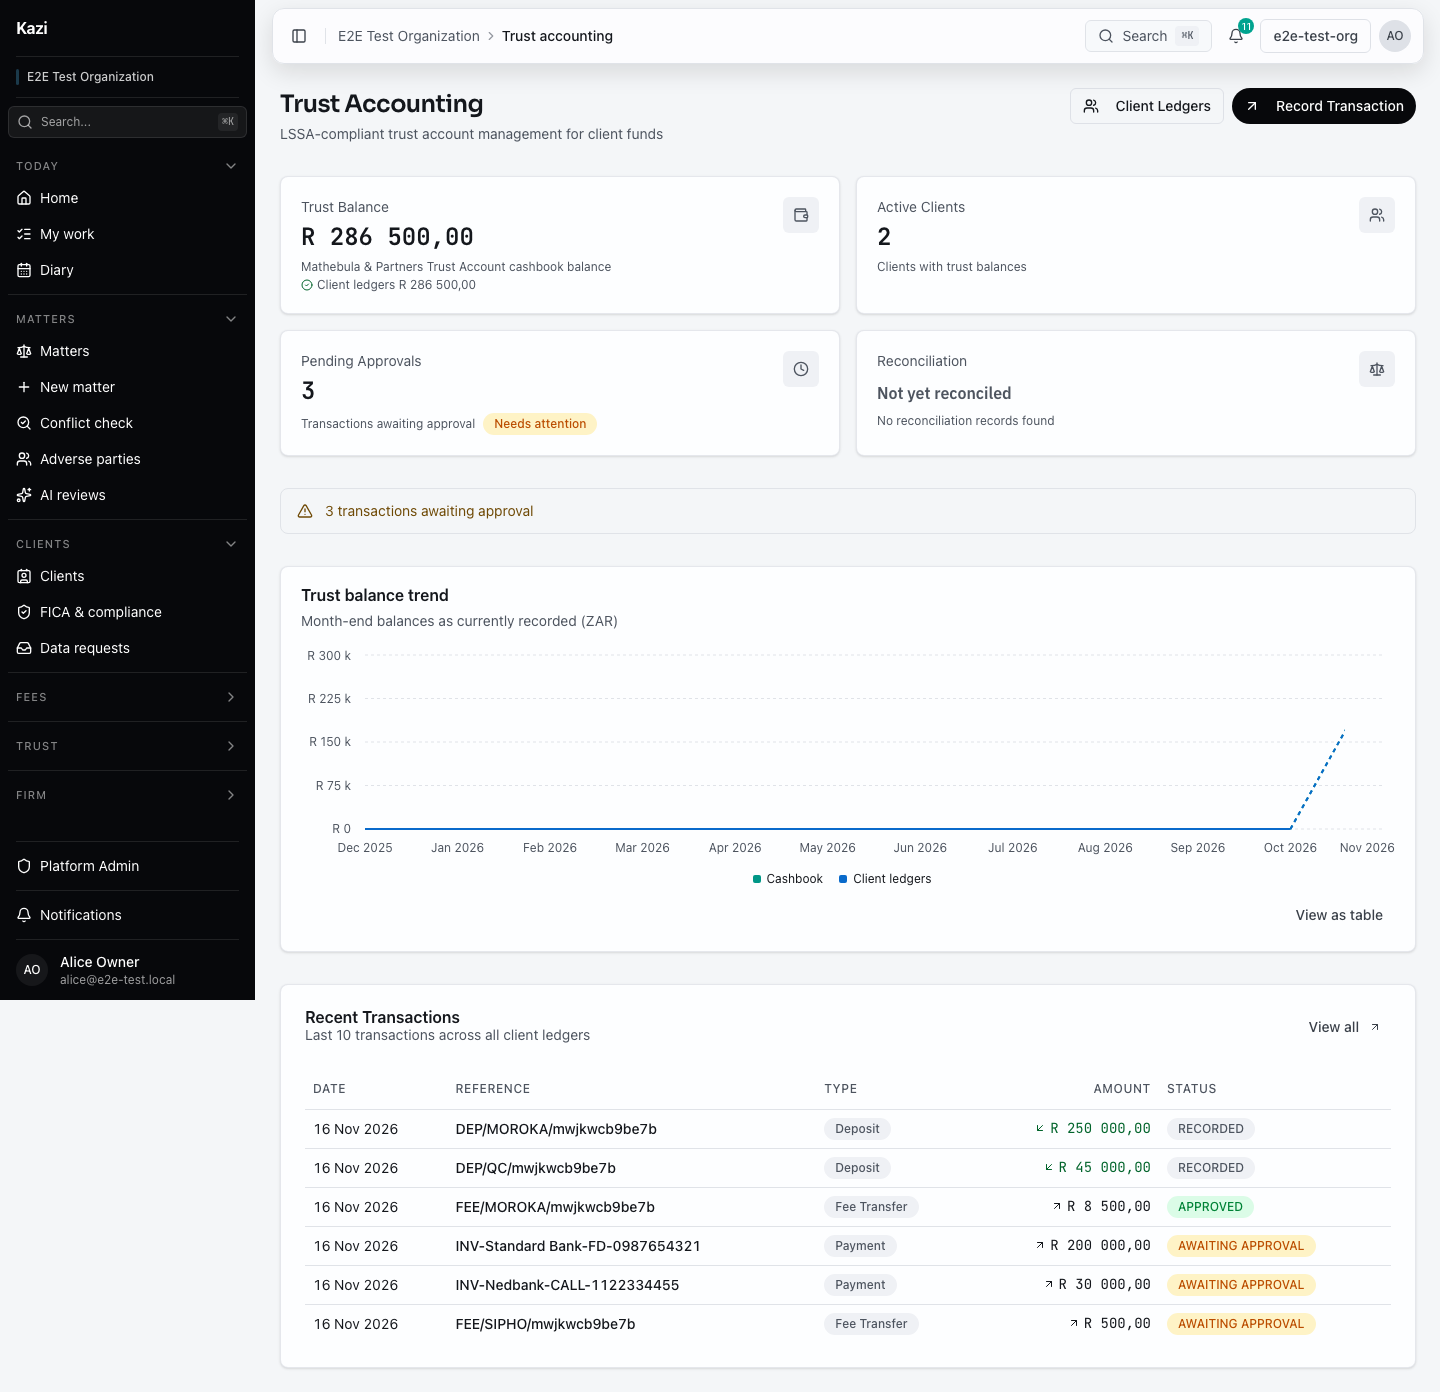 Kazi
E2E Test Organization
Search... ⌘K
TODAY
Home
My work
Diary
MATTERS
Matters
New matter
Conflict check
Adverse parties
AI reviews
CLIENTS
Clients
FICA & compliance
Data requests
FEES
TRUST
FIRM
Platform Admin
Notifications
AO
Alice Owner
alice@e2e-test.local
E2E Test Organization > Trust accounting
Search ⌘K
11
e2e-test-org
AO
Trust Accounting
LSSA-compliant trust account management for client funds
Client Ledgers
Record Transaction
Trust Balance
R 286 500,00
Mathebula & Partners Trust Account cashbook balance
Client ledgers R 286 500,00
Active Clients
2
Clients with trust balances
Pending Approvals
3
Transactions awaiting approval Needs attention
Reconciliation
Not yet reconciled
No reconciliation records found
3 transactions awaiting approval
Trust balance trend
Month-end balances as currently recorded (ZAR)
R 300 k
R 225 k
R 150 k
R 75 k
R 0
Dec 2025 Jan 2026 Feb 2026 Mar 2026 Apr 2026 May 2026 Jun 2026 Jul 2026 Aug 2026 Sep 2026 Oct 2026 Nov 2026
Cashbook Client ledgers
View as table
Recent Transactions
Last 10 transactions across all client ledgers
View all
DATE REFERENCE TYPE AMOUNT STATUS
16 Nov 2026 DEP/MOROKA/mwjkwcb9be7b Deposit R 250 000,00 RECORDED
16 Nov 2026 DEP/QC/mwjkwcb9be7b Deposit R 45 000,00 RECORDED
16 Nov 2026 FEE/MOROKA/mwjkwcb9be7b Fee Transfer R 8 500,00 APPROVED
16 Nov 2026 INV-Standard Bank-FD-0987654321 Payment R 200 000,00 AWAITING APPROVAL
16 Nov 2026 INV-Nedbank-CALL-1122334455 Payment R 30 000,00 AWAITING APPROVAL
16 Nov 2026 FEE/SIPHO/mwjkwcb9be7b Fee Transfer R 500,00 AWAITING APPROVAL